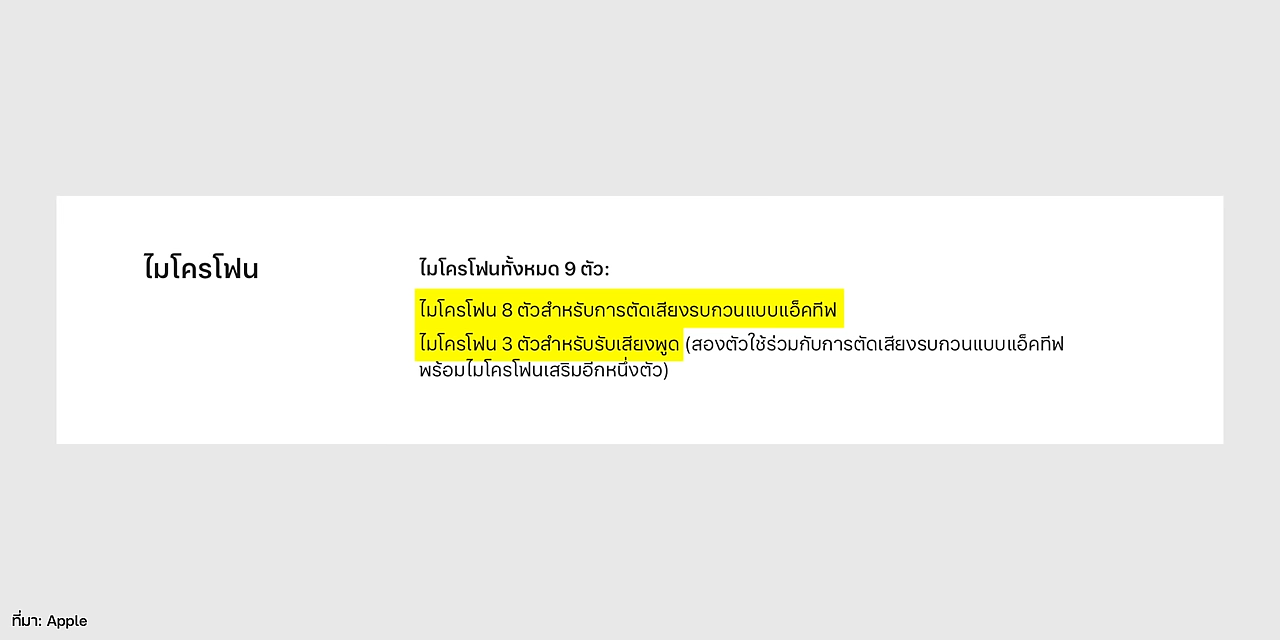 ไมโครโฟน
ไมโครโฟนทั้งหมด 9 ตัว:
ไมโครโฟน 8 ตัวสำหรับการตัดเสียงรบกวนแบบแอ็คทีฟ
ไมโครโฟน 3 ตัวสำหรับรับเสียงพูด (สองตัวใช้ร่วมกับการตัดเสียงรบกวนแบบแอ็คทีฟ
พร้อมไมโครโฟนเสริมอีกหนึ่งตัว)
ที่มา: Apple